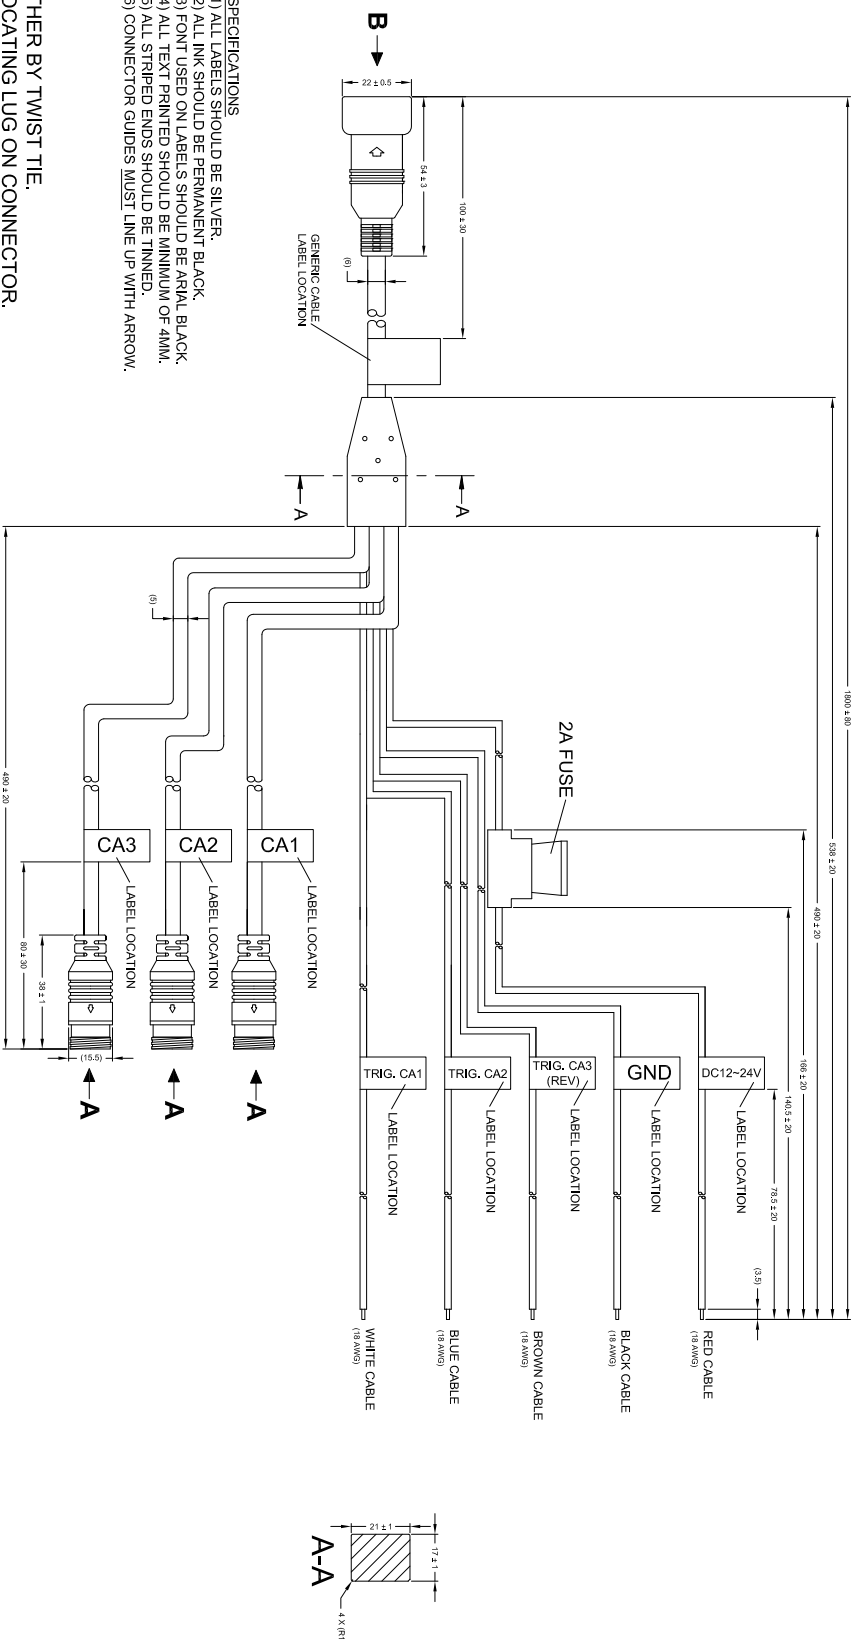 SPECIFICATIONS
1) ALL LABELS SHOULD BE SILVER.
2) ALL INK SHOULD BE PERMANENT BLACK.
3) FONT USED ON LABELS SHOULD BE ARIAL BLACK.
4) ALL TEXT PRINTED SHOULD BE MINIMUM OF 4MM.
5) ALL STRIPED ENDS SHOULD BE TINNED.
6) CONNECTOR GUIDES MUST LINE UP WITH ARROW.
THER BY TWIST TIE.
OCATING LUG ON CONNECTOR.
B
22 ± 0.5
54 ± 3
100 ± 30
1800 ± 80
(6)
GENERIC CABLE
LABEL LOCATION
A
A
538 ± 20
490 ± 20
166 ± 20
140.5 ± 20
78.5 ± 20
(3.5)
2A FUSE
DC12~24V
LABEL LOCATION
RED CABLE
(18 AWG)
GND
LABEL LOCATION
BLACK CABLE
(18 AWG)
TRIG. CA3
(REV)
LABEL LOCATION
BROWN CABLE
(18 AWG)
TRIG. CA2
LABEL LOCATION
BLUE CABLE
(18 AWG)
TRIG. CA1
LABEL LOCATION
WHITE CABLE
(18 AWG)
CA1
LABEL LOCATION
A
CA2
LABEL LOCATION
A
CA3
LABEL LOCATION
A
(5)
(15.5)
38 ± 1
80 ± 30
490 ± 20
21 ± 1
17 ± 1
4 X (R1
A-A